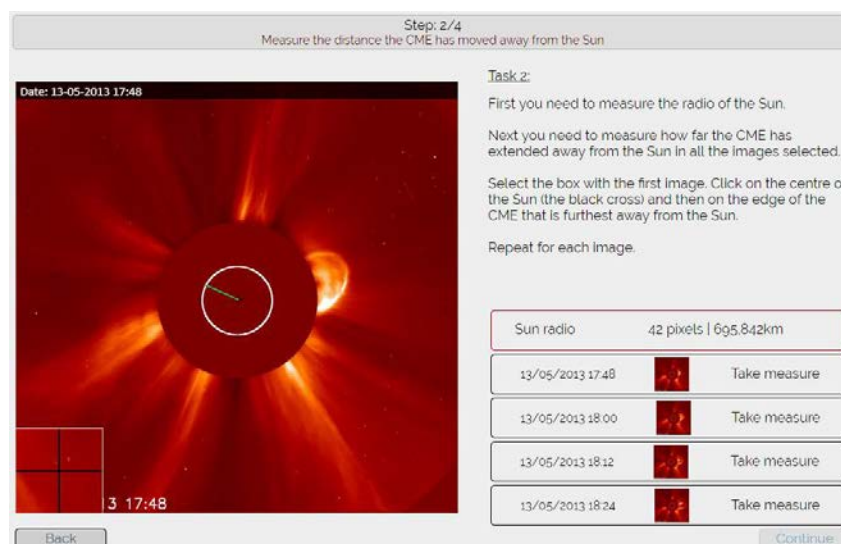 Step: 2/4
Measure the distance the CME has moved away from the Sun
Date: 13-05-2013 17:48
13 17:48
Back
Task 2:
First you need to measure the radio of the Sun.
Next you need to measure how far the CME has
extended away from the Sun in all the images selected.
Select the box with the first image. Click on the centre o
the Sun (the black cross) and then on the edge of the
CME that is furthest away from the Sun.
Repeat for each image.
Sun radio 42 pixels | 695,842km
13/05/2013 17:48 Take measure
13/05/2013 18:00 Take measure
13/05/2013 18:12 Take measure
13/05/2013 18:24 Take measure
Continue